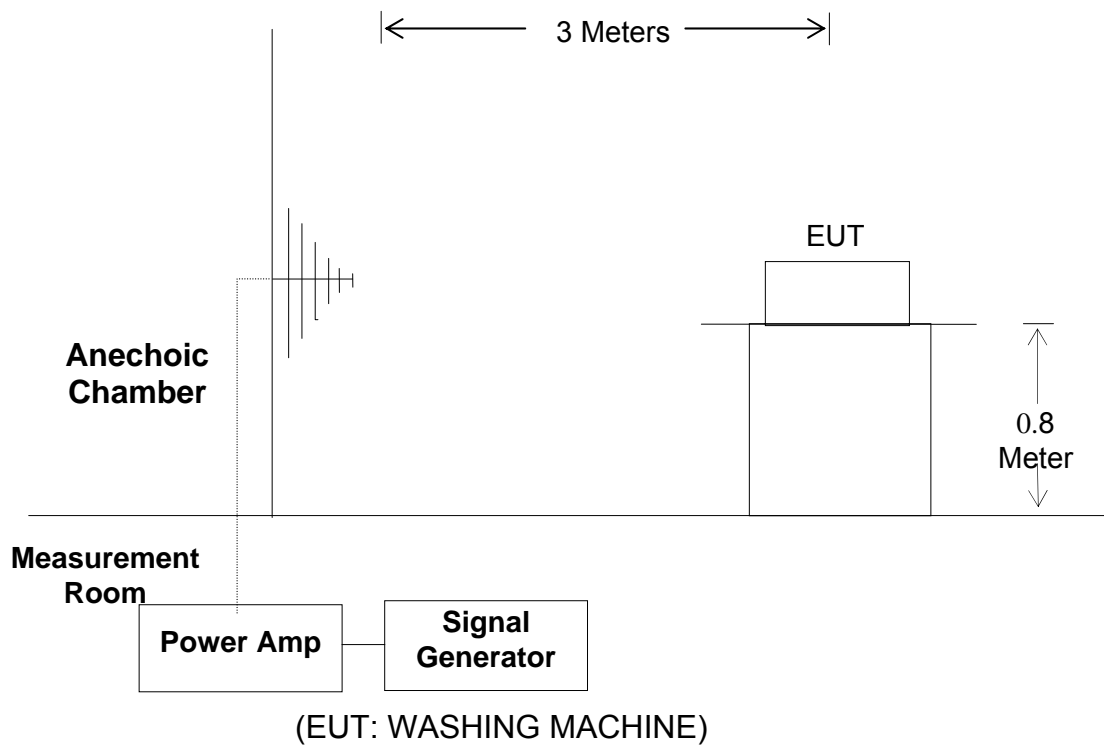 3 Meters
EUT
Anechoic
Chamber
0.8
Meter
Measurement
Room
Power Amp
Signal
Generator
(EUT: WASHING MACHINE)